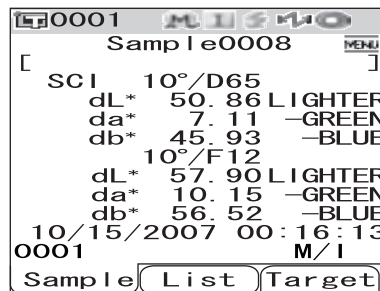 0001
Sample0008 MENU
[ ]
SCI 10°/D65
dL* 50.86 LIGHTER
da* 7.11 -GREEN
db* 45.93 -BLUE
10°/F12
dL* 57.90 LIGHTER
da* 10.15 -GREEN
db* 56.52 -BLUE
10/15/2007 00:16:13
0001 M/I
Sample List Target